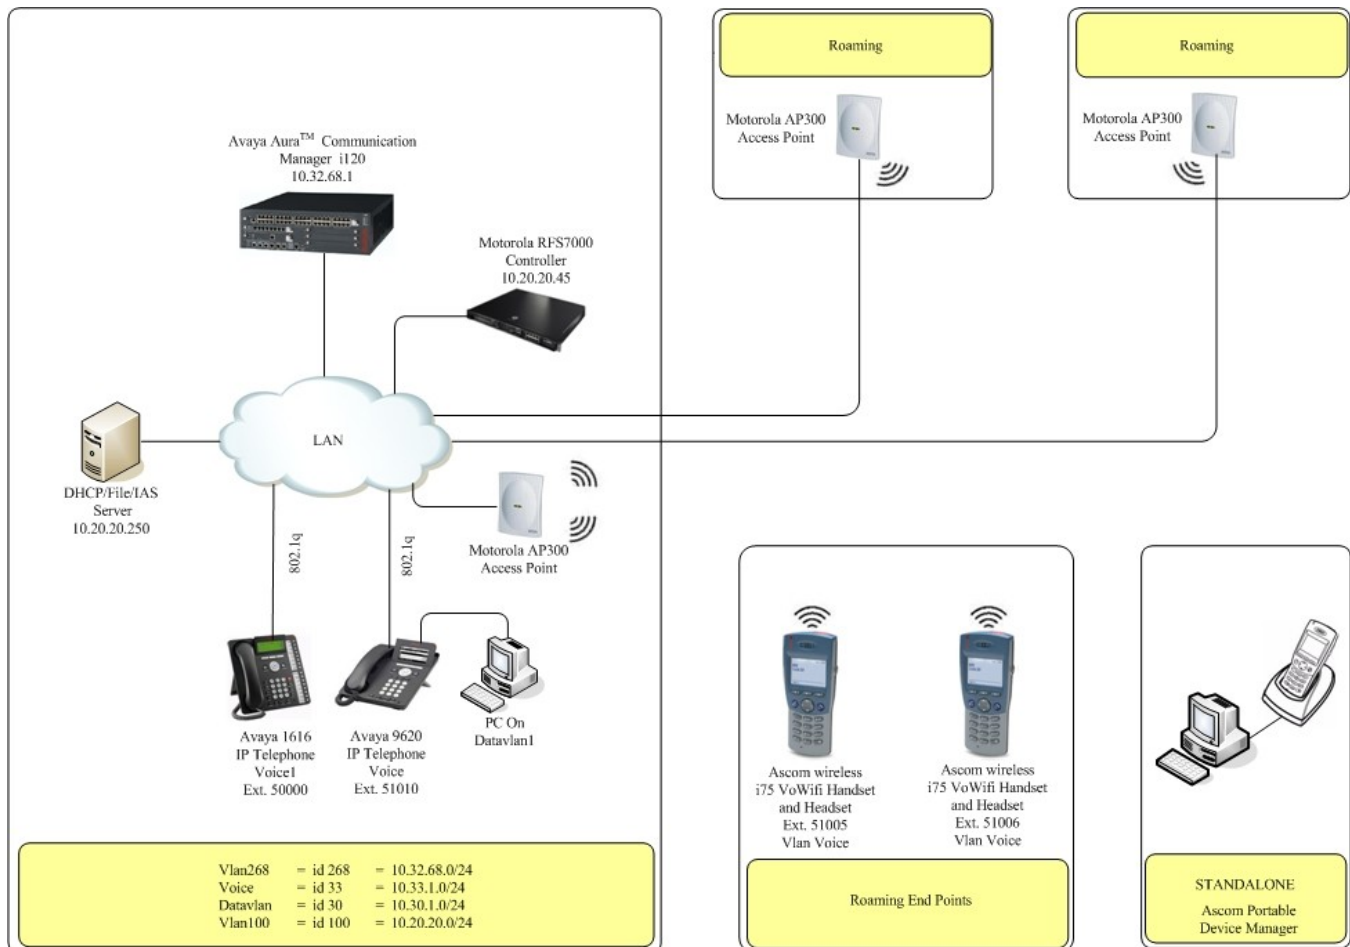 Roaming
Roaming
Motorola AP300
Access Point
Motorola AP300
Access Point
Avaya Aura™ Communication
Manager i120
10.32.68.1
Motorola RFS7000
Controller
10.20.20.45
LAN
DHCP/File/IAS
Server
10.20.20.250
802.1q
802.1q
Motorola AP300
Access Point
Avaya 1616
IP Telephone
Voice1
Ext. 50000
Avaya 9620
IP Telephone
Voice
Ext. 51010
PC On
Datavlan1
Ascom wireless
i75 VoWifi Handset
and Headset
Ext. 51005
Vlan Voice
Ascom wireless
i75 VoWifi Handset
and Headset
Ext. 51006
Vlan Voice
Vlan268 = id 268 = 10.32.68.0/24
Voice = id 33 = 10.33.1.0/24
Datavlan = id 30 = 10.30.1.0/24
Vlan100 = id 100 = 10.20.20.0/24
Roaming End Points
STANDALONE
Ascom Portable
Device Manager